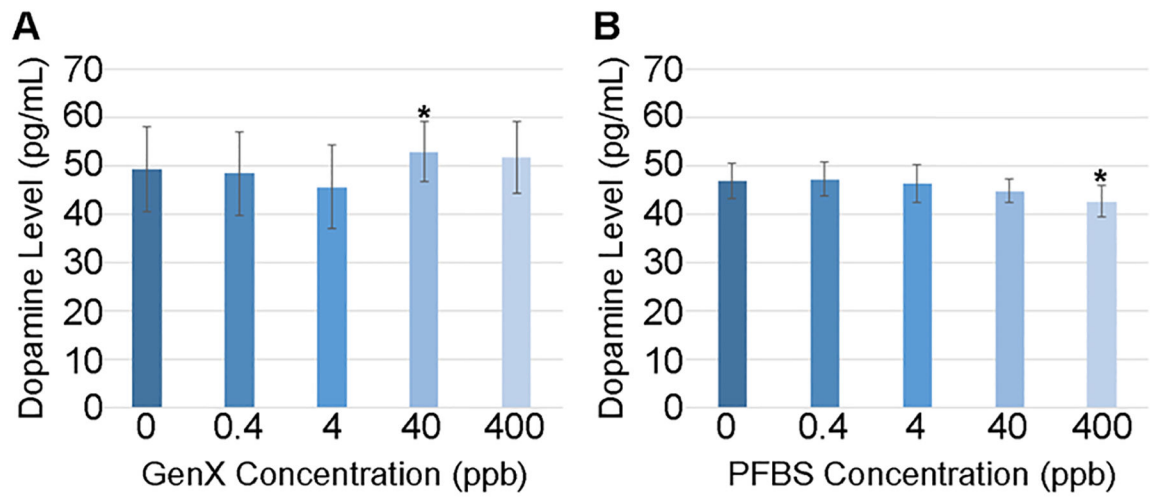 A
Dopamine Level (pg/mL)
70
60
50
40
30
20
10
0
*
0 0.4 4 40 400
GenX Concentration (ppb)
B
Dopamine Level (pg/mL)
70
60
50
40
30
20
10
0
*
0 0.4 4 40 400
PFBS Concentration (ppb)